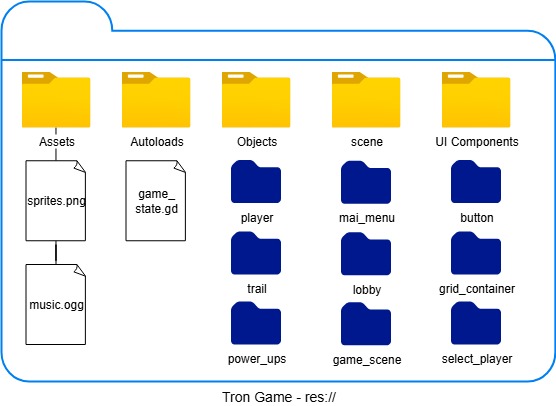 Assets
Autoloads
Objects
scene
UI Components
sprites.png
game_
state.gd
player
mai_menu
button
trail
lobby
grid_container
music.ogg
power_ups
game_scene
select_player
Tron Game - res://